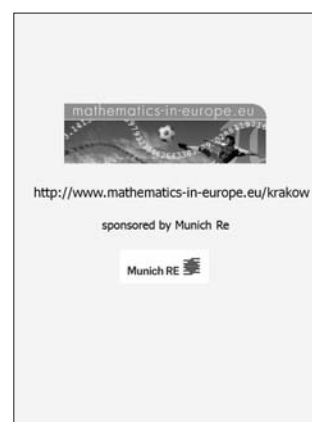 mathematics-in-europe.eu
http://www.mathematics-in-europe.eu/krakow
sponsored by Munich Re
Munich RE